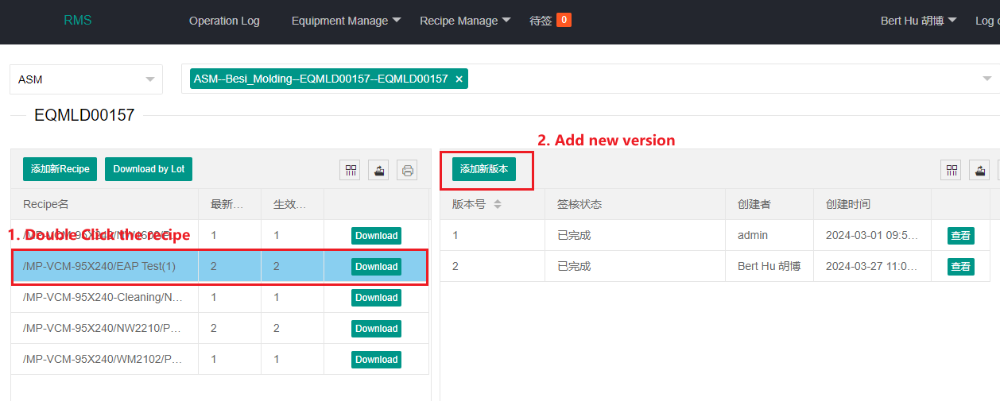 RMS Operation Log Equipment Manage Recipe Manage 待签 0 Bert Hu 胡博 Log
ASM ASM--Besi_Molding--EQMLD00157--EQMLD00157 ×
EQMLD00157
2. Add new version
添加新Recipe Download by Lot 添加新版本
Recipe名 最新... 生效... 版本号 签核状态 创建者 创建时间
1. Double Click the recipe
1 1 Download 1 已完成 admin 2024-03-01 09:5... 查看
/MP-VCM-95X240/EAP Test(1) 2 2 Download 2 已完成 Bert Hu 胡博 2024-03-27 11:0... 查看
/MP-VCM-95X240-Cleaning/N... 1 1 Download
/MP-VCM-95X240/NW2210/P... 2 2 Download
/MP-VCM-95X240/WM2102/P... 1 1 Download